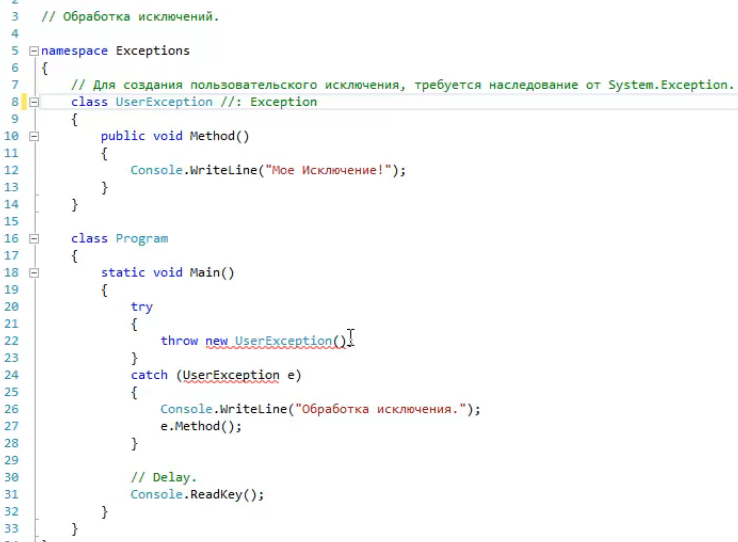 3 // Обработка исключений.
4
5 namespace Exceptions
6 {
7 // Для создания пользовательского исключения, требуется наследование от System.Exception.
8 class UserException //: Exception
9 {
10 public void Method()
11 {
12 Console.WriteLine("Мое Исключение!");
13 }
14 }
15
16 class Program
17 {
18 static void Main()
19 {
20 try
21 {
22 throw new UserException();
23 }
24 catch (UserException e)
25 {
26 Console.WriteLine("Обработка исключения.");
27 e.Method();
28 }
29
30 // Delay.
31 Console.ReadKey();
32 }
33 }